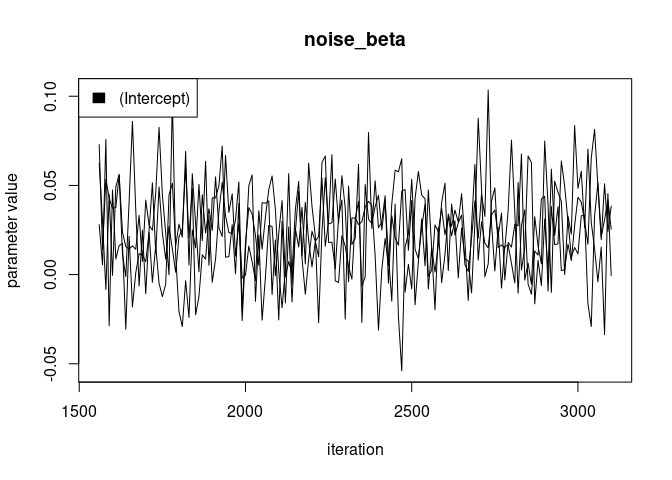 noise_beta
(Intercept)
parameter value
0.10
0.05
0.00
-0.05
1500 2000 2500 3000
iteration